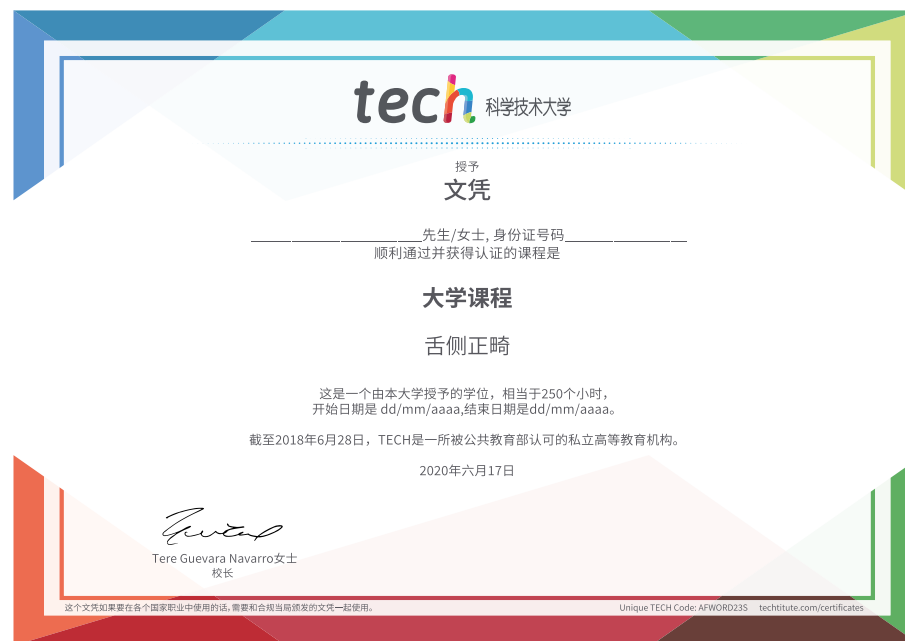 tech 科学技术大学
授予
文凭
先生/女士, 身份证号码
顺利通过并获得认证的课程是
大学课程
舌侧正畸
这是一个由本大学授予的学位，相当于250个小时，
开始日期是 dd/mm/aaaa,结束日期是dd/mm/aaaa。
截至2018年6月28日，TECH是一所被公共教育部认可的私立高等教育机构。
2020年六月17日
Tere Guevara Navarro女士
校长
这个文凭如果要在各个国家职业中使用的话,需要和合规当局颁发的文凭一起使用。
Unique TECH Code: AFWORD23S techtitute.com/certificates